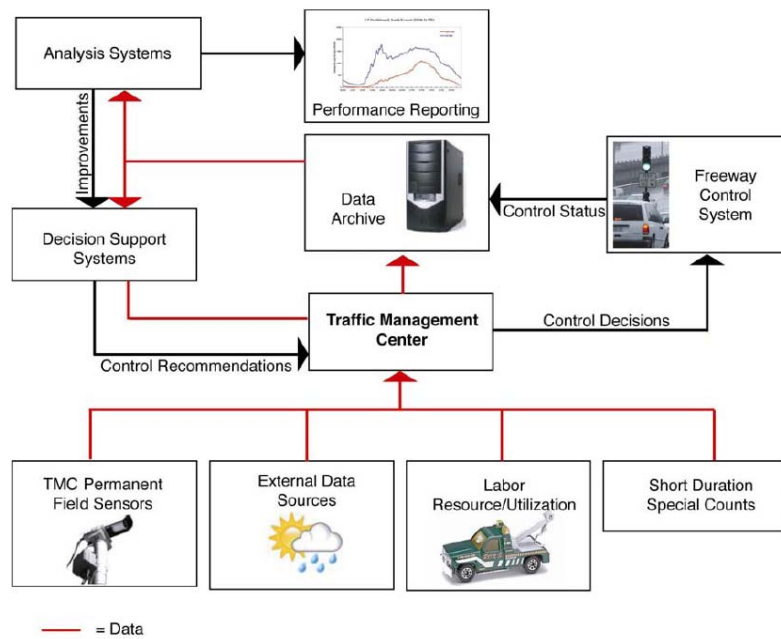 Analysis Systems
Performance Reporting
Improvements
Data
Archive
Control Status
Freeway
Control
System
Decision Support
Systems
Traffic Management
Center
Control Decisions
Control Recommendations
TMC Permanent
Field Sensors
External Data
Sources
Labor
Resource/Utilization
Short Duration
Special Counts
= Data